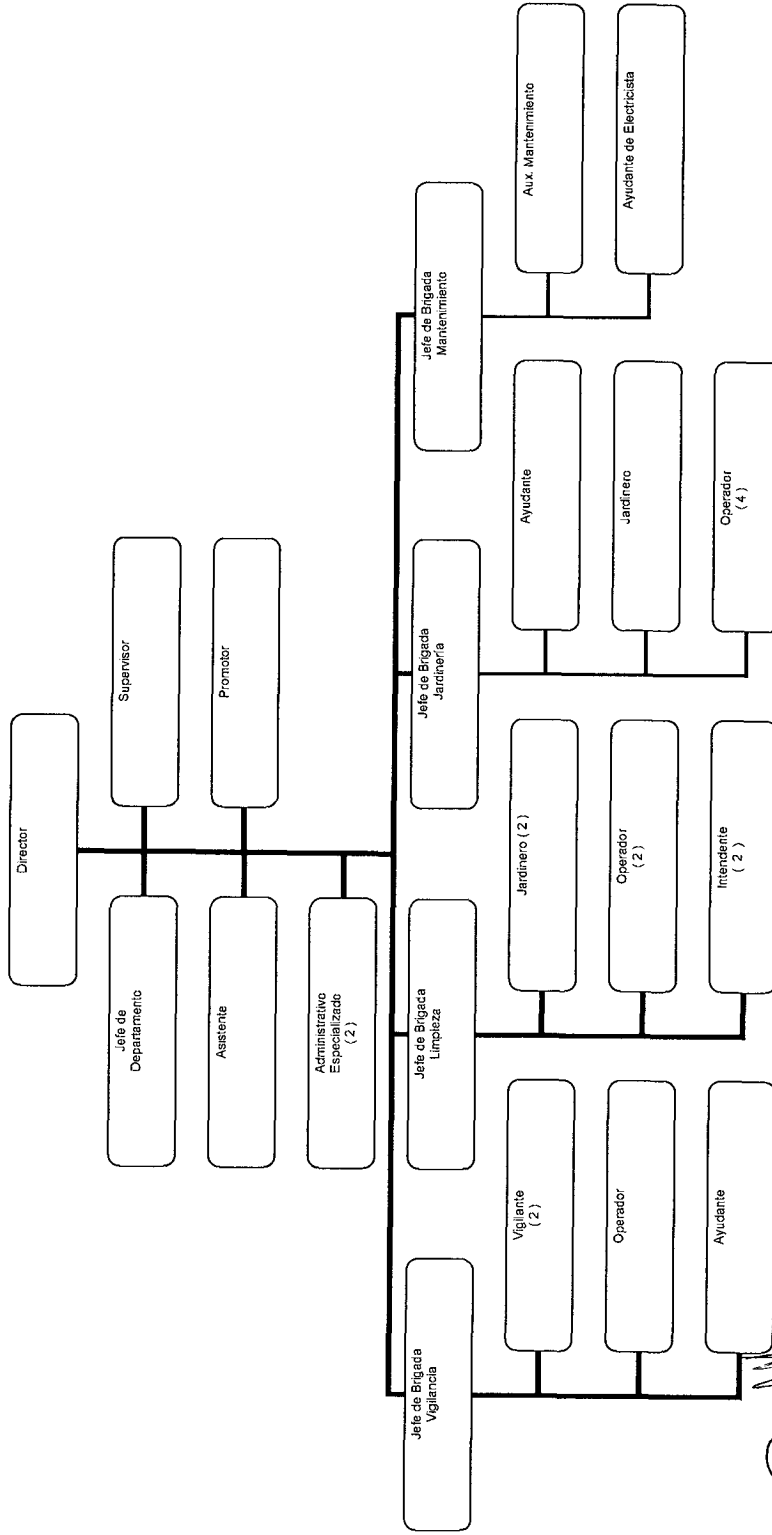 Director
Jefe de
Departamento
Supervisor
Asistente
Promotor
Administrativo
Especializado
( 2 )
Jefe de Brigada
Vigilancia
Jefe de Brigada
Limpieza
Jefe de Brigada
Jardinería
Jefe de Brigada
Mantenimiento
Vigilante
( 2 )
Jardinero ( 2 )
Ayudante
Aux. Mantenimiento
Operador
Operador
( 2 )
Jardinero
Ayudante de Electricista
Ayudante
Intendente
( 2 )
Operador
( 4 )